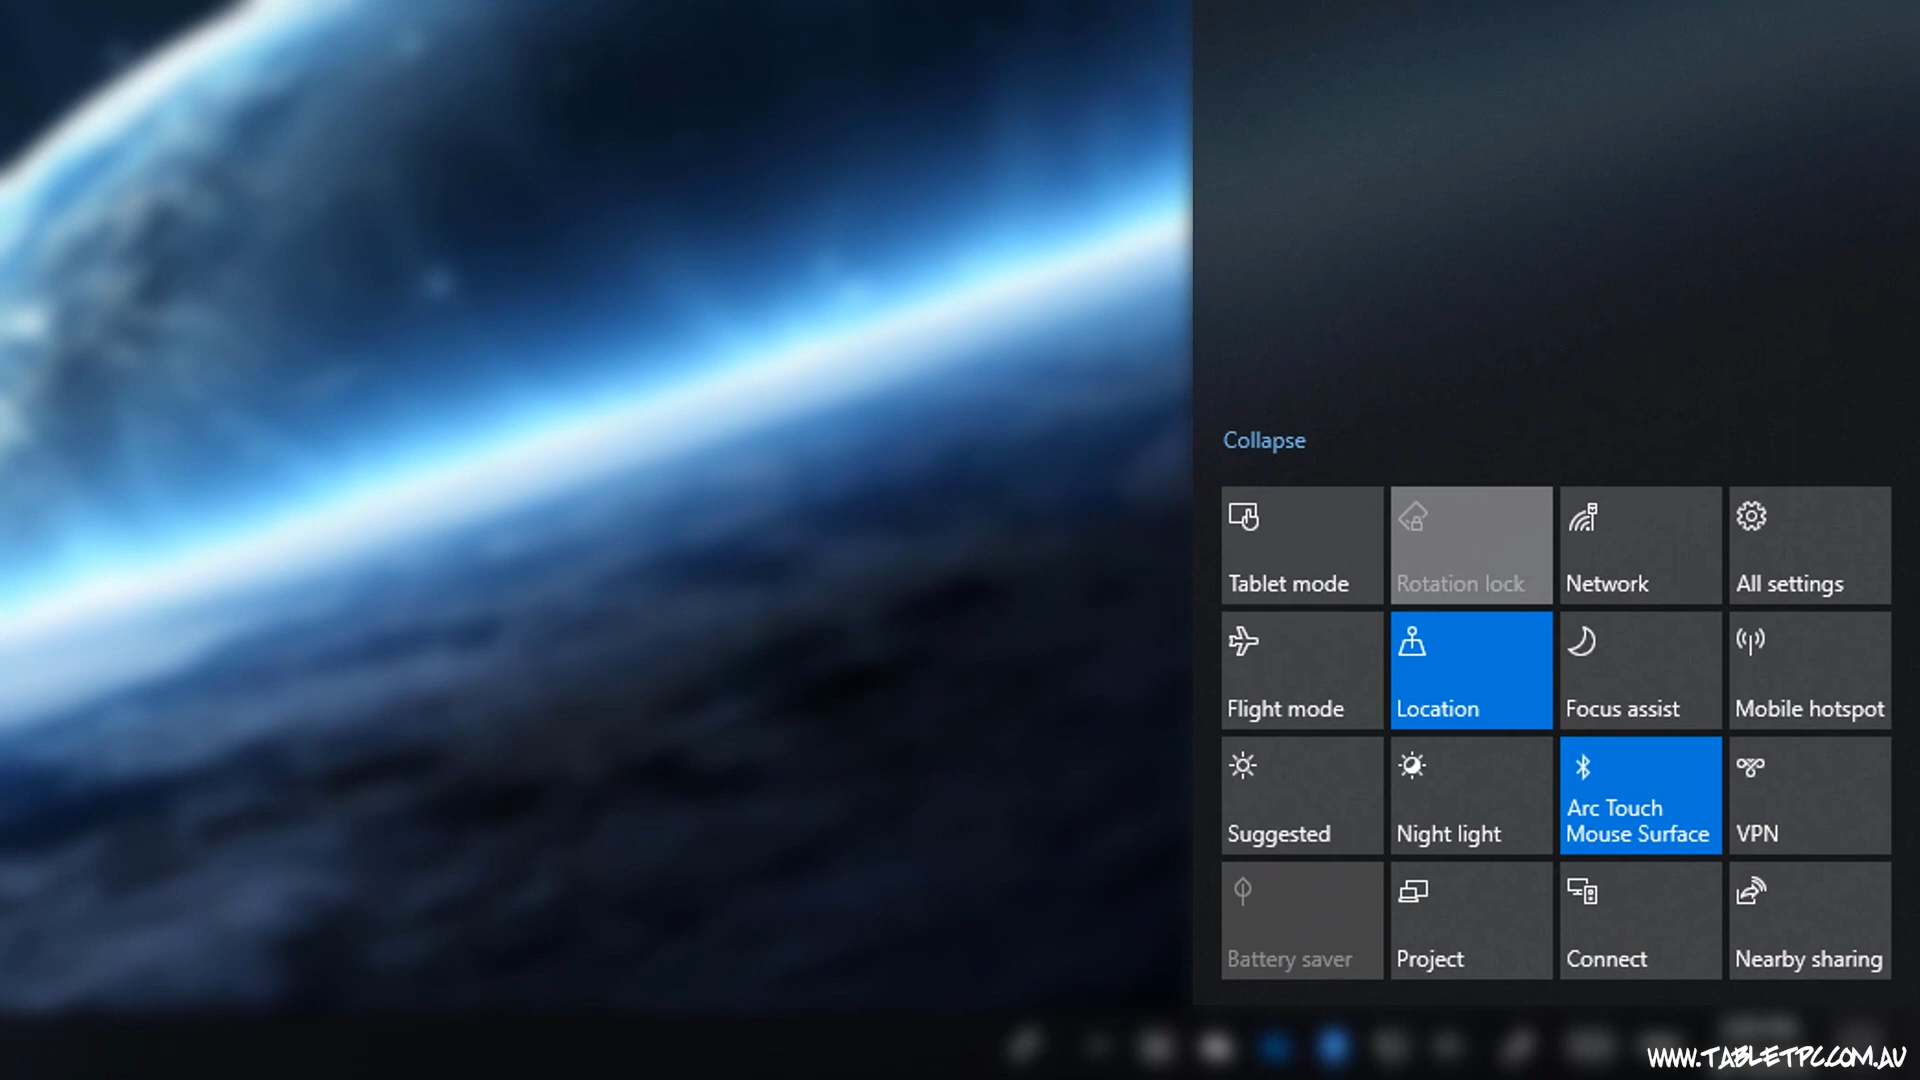 Collapse
Tablet mode
Rotation lock
Network
All settings
Flight mode
Location
Focus assist
Mobile hotspot
Suggested
Night light
Arc Touch
Mouse Surface
VPN
Battery saver
Project
Connect
Nearby sharing
WWW.TABLETPC.COM.AU